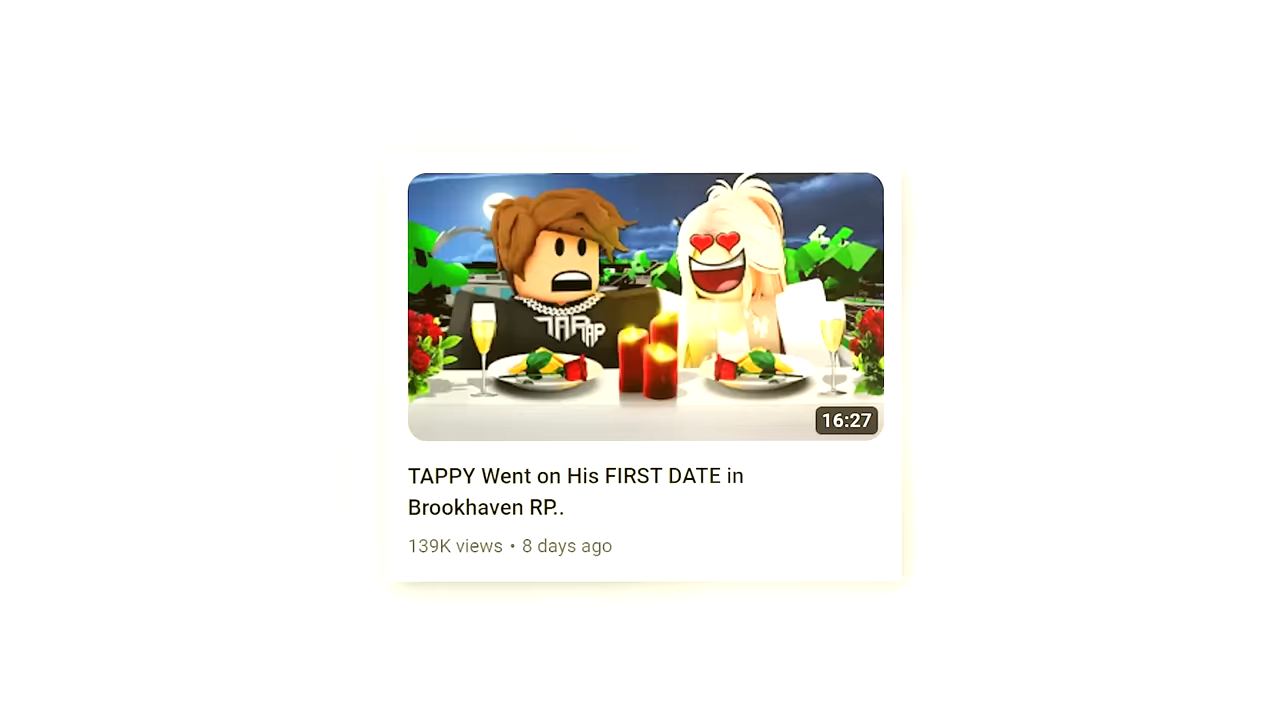 16:27
TAPPY Went on His FIRST DATE in
Brookhaven RP..
139K views • 8 days ago